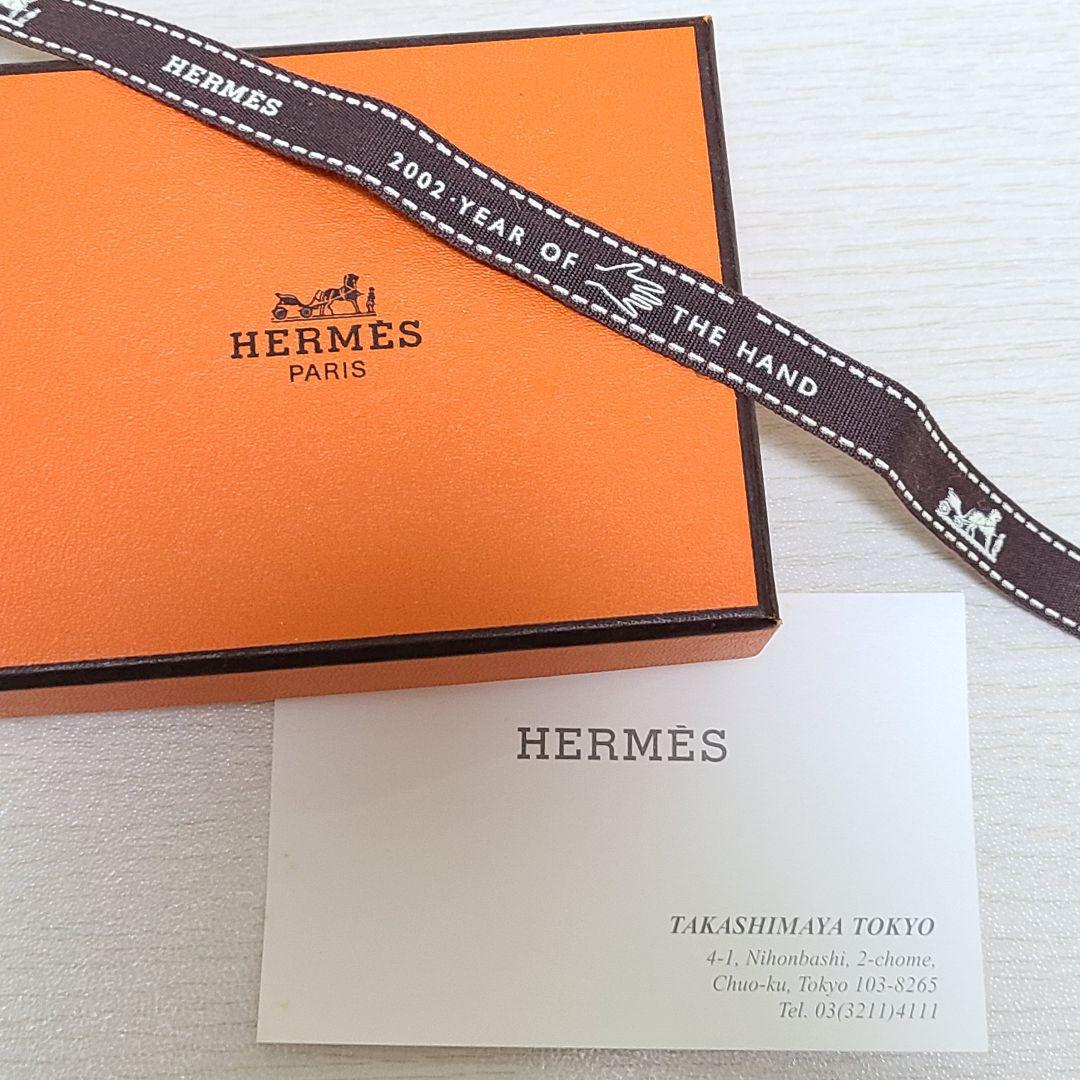 HERMÈS
2002·YEAR OF THE HAND
HERMÈS
PARIS
HERMÈS
TAKASHIMAYA TOKYO
4-1, Nihonbashi, 2-chome,
Chuo-ku, Tokyo 103-8265
Tel. 03(3211)4111